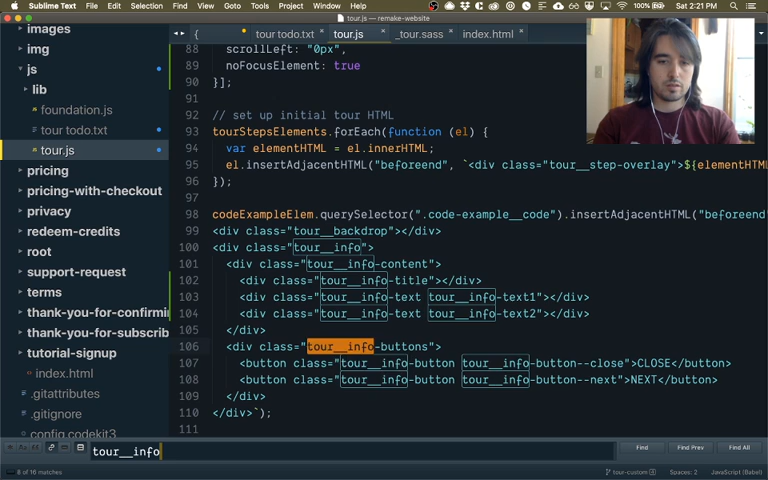 Sublime Text File Edit Selection Find View Goto Tools Project Window Help 100% Sat 2:21 PM
tour.js — remake-website
images
img
js
lib
foundation.js
tour todo.txt
tour.js
pricing
pricing-with-checkout
privacy
redeem-credits
root
support-request
terms
thank-you-for-confirmi
thank-you-for-subscrib
tutorial-signup
index.html
.gitattributes
.gitignore
config.codekit3
{ tour todo.txt tour.js _tour.sass index.html
88 scrollLeft: "0px",
89 noFocusElement: true
90 }];
91
92 // set up initial tour HTML
93 tourStepsElements.forEach(function (el) {
94 var elementHTML = el.innerHTML;
95 el.insertAdjacentHTML("beforeend", `<div class="tour__step-overlay">${elementHTM
96 });
97
98 codeExampleElem.querySelector(".code-example__code").insertAdjacentHTML("beforeend
99 <div class="tour__backdrop"></div>
100 <div class="tour__info">
101 <div class="tour__info-content">
102 <div class="tour__info-title"></div>
103 <div class="tour__info-text tour__info-text1"></div>
104 <div class="tour__info-text tour__info-text2"></div>
105 </div>
106 <div class="tour__info-buttons">
107 <button class="tour__info-button tour__info-button--close">CLOSE</button>
108 <button class="tour__info-button tour__info-button--next">NEXT</button>
109 </div>
110 </div>`);
111
tour__info Find Find Prev Find All
8 of 16 matches tour-custom Spaces: 2 JavaScript (Babel)